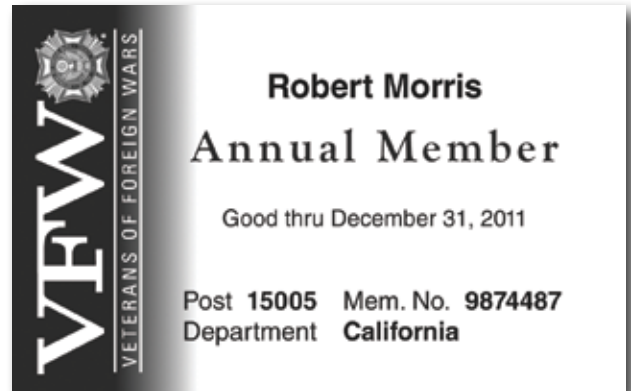 VFW
VETERANS OF FOREIGN WARS
Robert Morris
Annual Member
Good thru December 31, 2011
Post 15005 Mem. No. 9874487
Department California